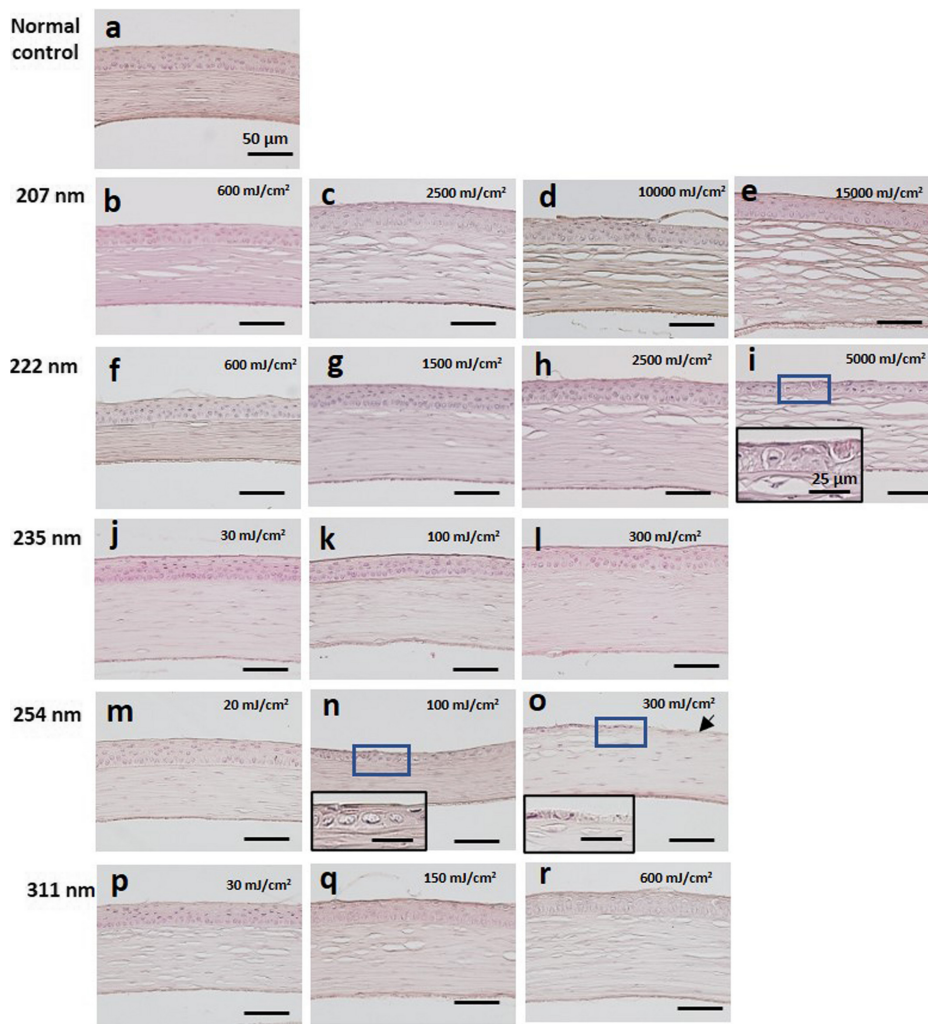 Normal
control
a
50 µm
207 nm
b
600 mJ/cm²
c
2500 mJ/cm²
d
10000 mJ/cm²
e
15000 mJ/cm²
222 nm
f
600 mJ/cm²
g
1500 mJ/cm²
h
2500 mJ/cm²
i
5000 mJ/cm²
25 µm
235 nm
j
30 mJ/cm²
k
100 mJ/cm²
l
300 mJ/cm²
254 nm
m
20 mJ/cm²
n
100 mJ/cm²
o
300 mJ/cm²
311 nm
p
30 mJ/cm²
q
150 mJ/cm²
r
600 mJ/cm²